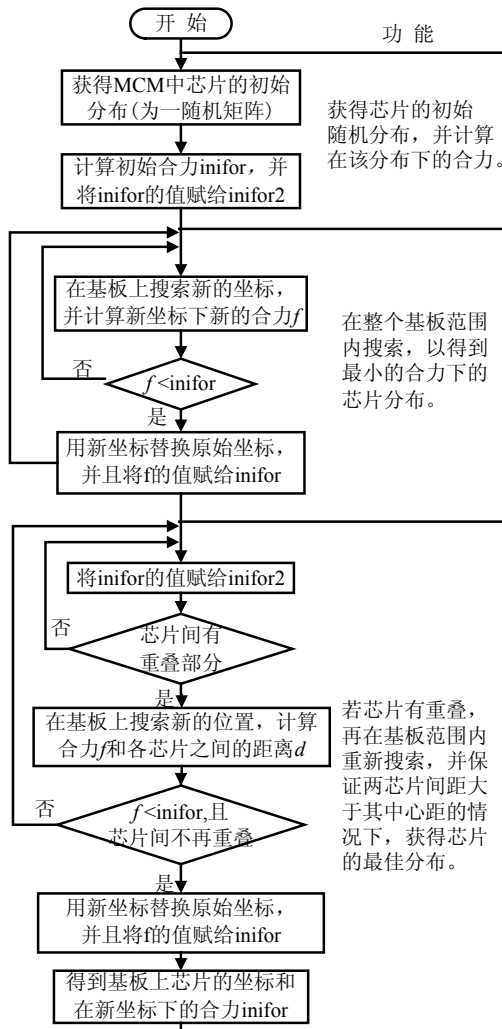 开 始
功 能
获得MCM中芯片的初始
分布(为一随机矩阵)
获得芯片的初始
随机分布，并计算
在该分布下的合力。
计算初始合力inifor，并
将inifor的值赋给inifor2
在基板上搜索新的坐标，
并计算新坐标下新的合力f
在整个基板范围
内搜索，以得到
最小的合力下的
芯片分布。
否
f<inifor
是
用新坐标替换原始坐标，
并且将f的值赋给inifor
将inifor的值赋给inifor2
否
芯片间有
重叠部分
是
在基板上搜索新的位置，计算
合力f和各芯片之间的距离d
若芯片有重叠，
再在基板范围内
重新搜索，并保
证两芯片间距大
于其中心距的情
况下，获得芯片
的最佳分布。
否
f<inifor,且
芯片间不再重叠
是
用新坐标替换原始坐标，
并且将f的值赋给inifor
得到基板上芯片的坐标和
在新坐标下的合力inifor